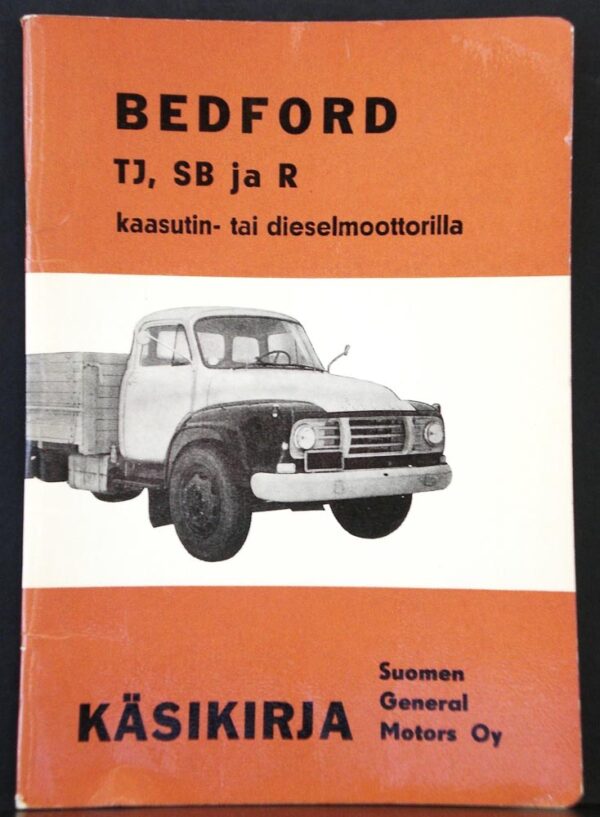 BEDFORD
TJ, SB ja R
kaasutin- tai dieselmoottorilla
KÄSIKIRJA
Suomen
General
Motors Oy